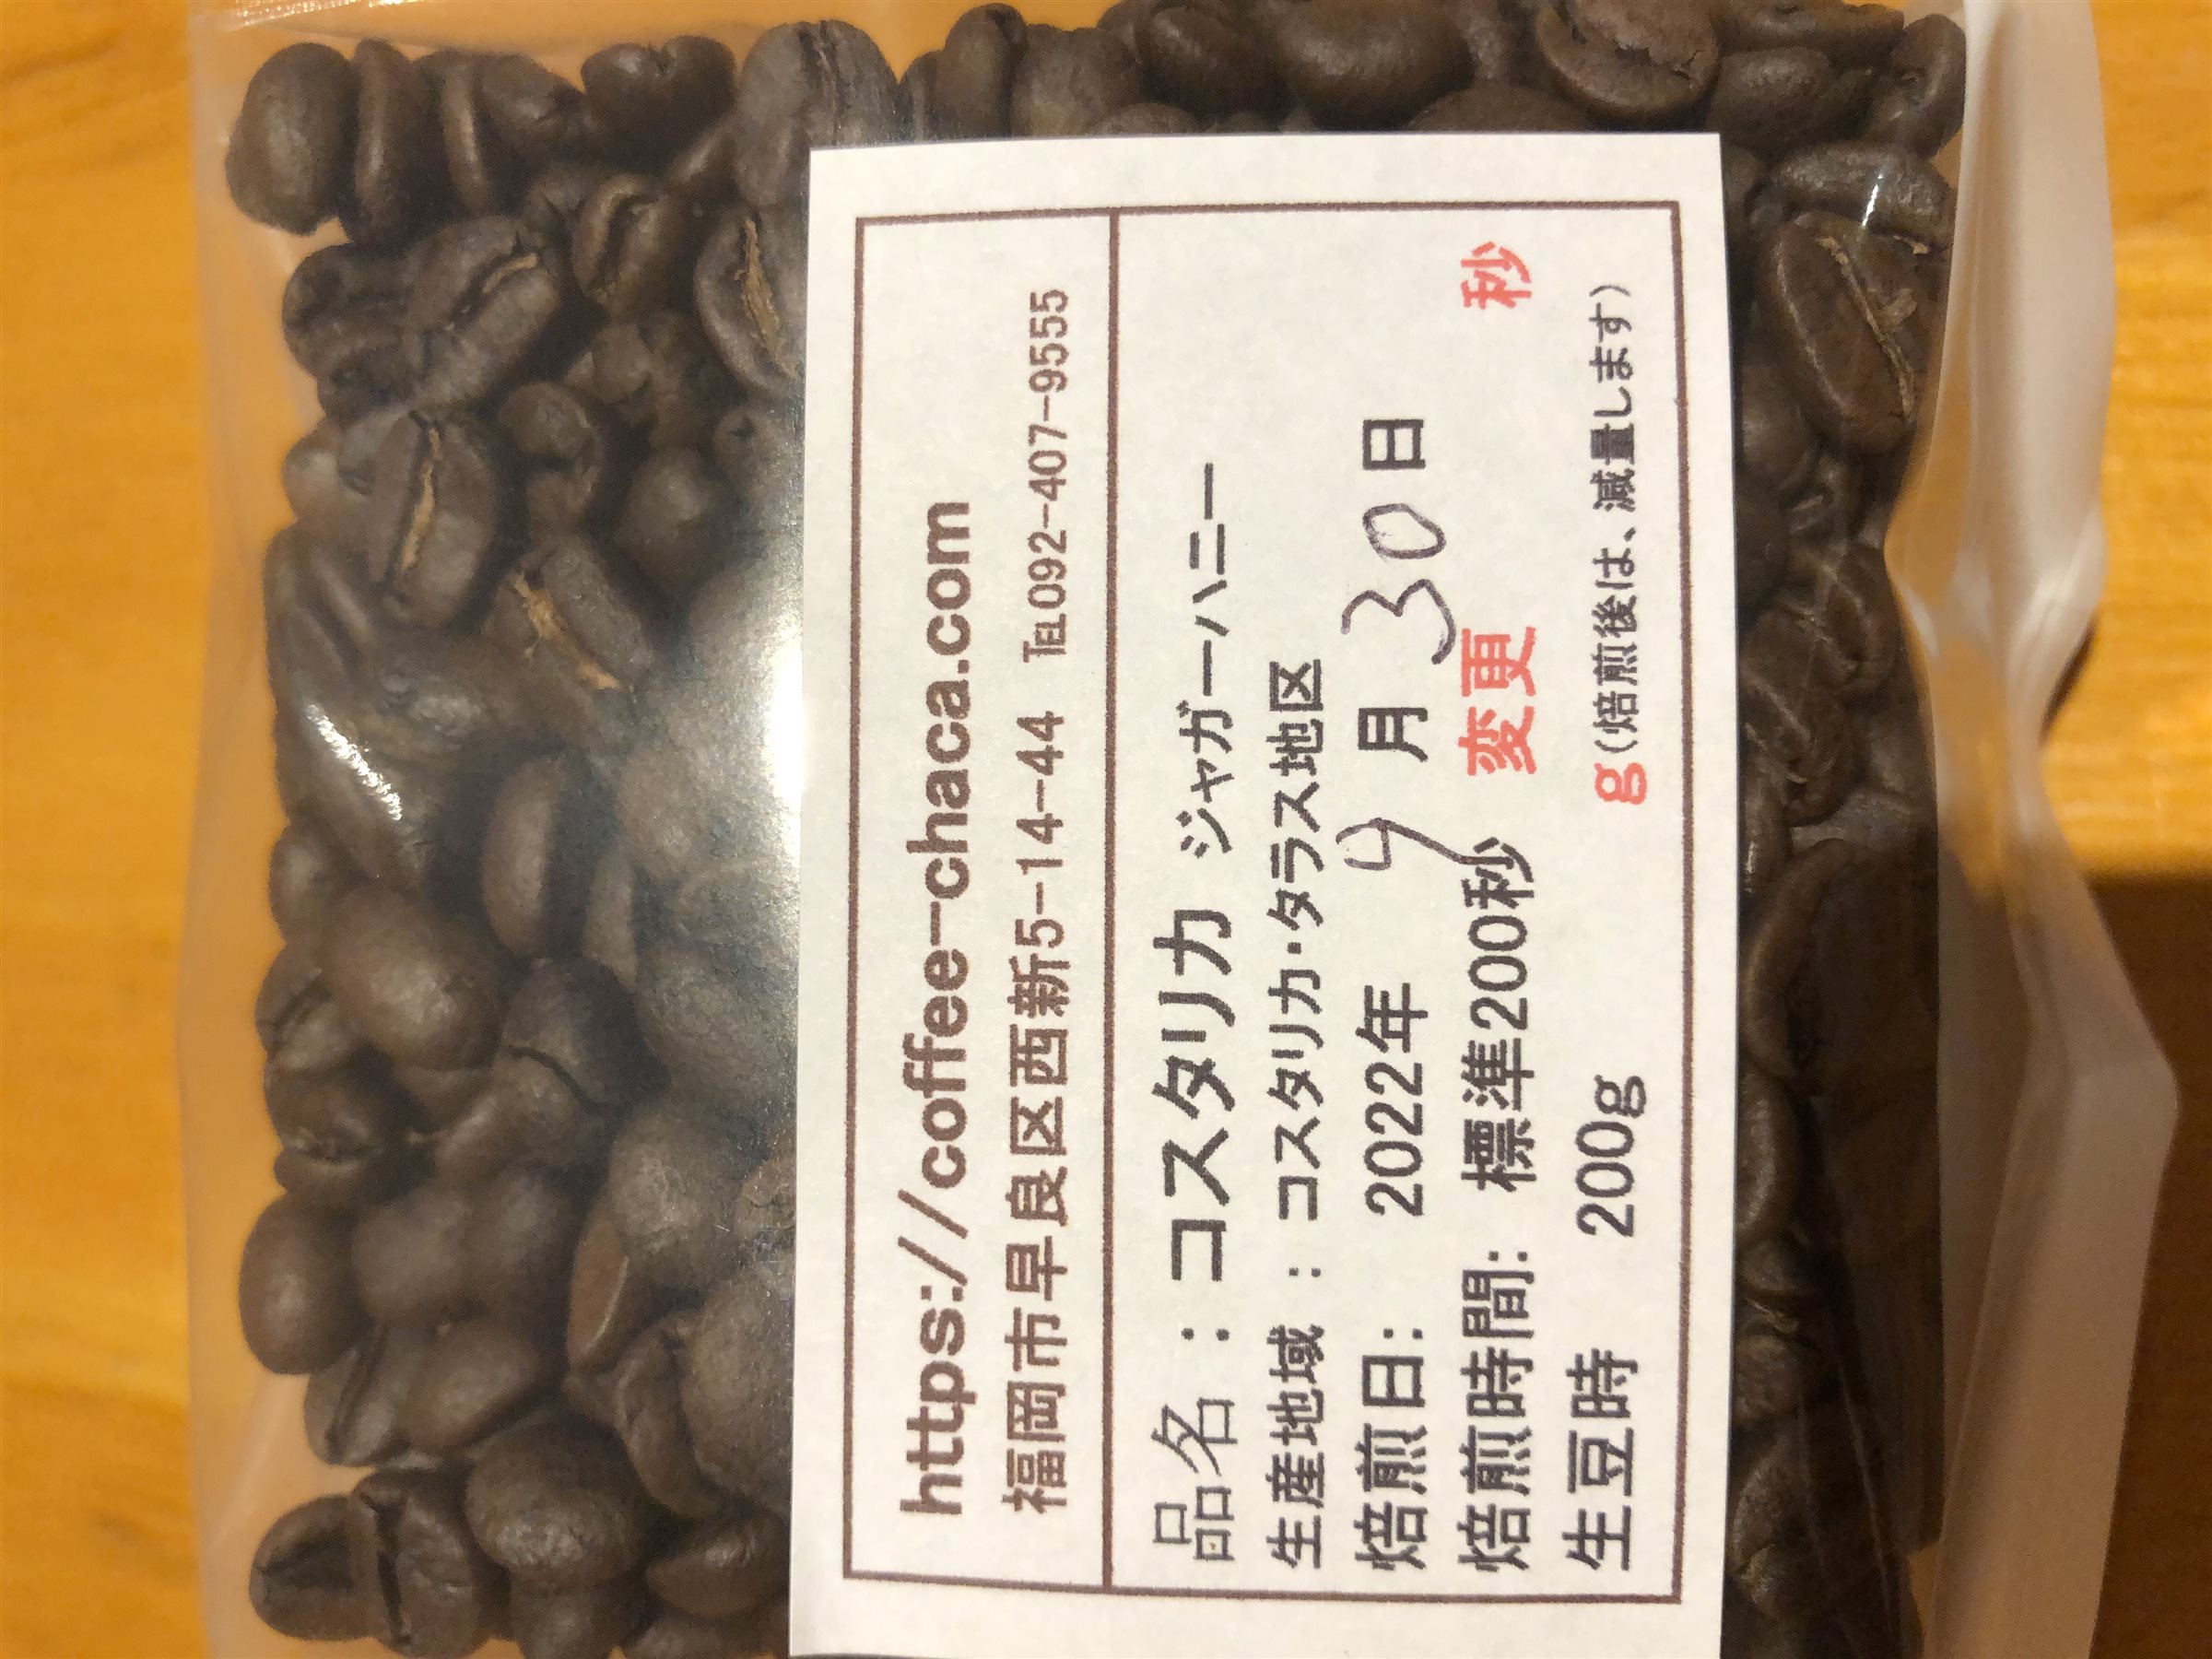 https://coffee-chaca.com
福岡市早良区西新5-14-44 ℡092-407-9555
品名：コスタリカ ジャガーハニー
生産地域：コスタリカ・タラス地区
焙煎日: 2022年 9月30日
焙煎時間: 標準200秒 変更 秒
生豆時 200g g（焙煎後は、減量します）